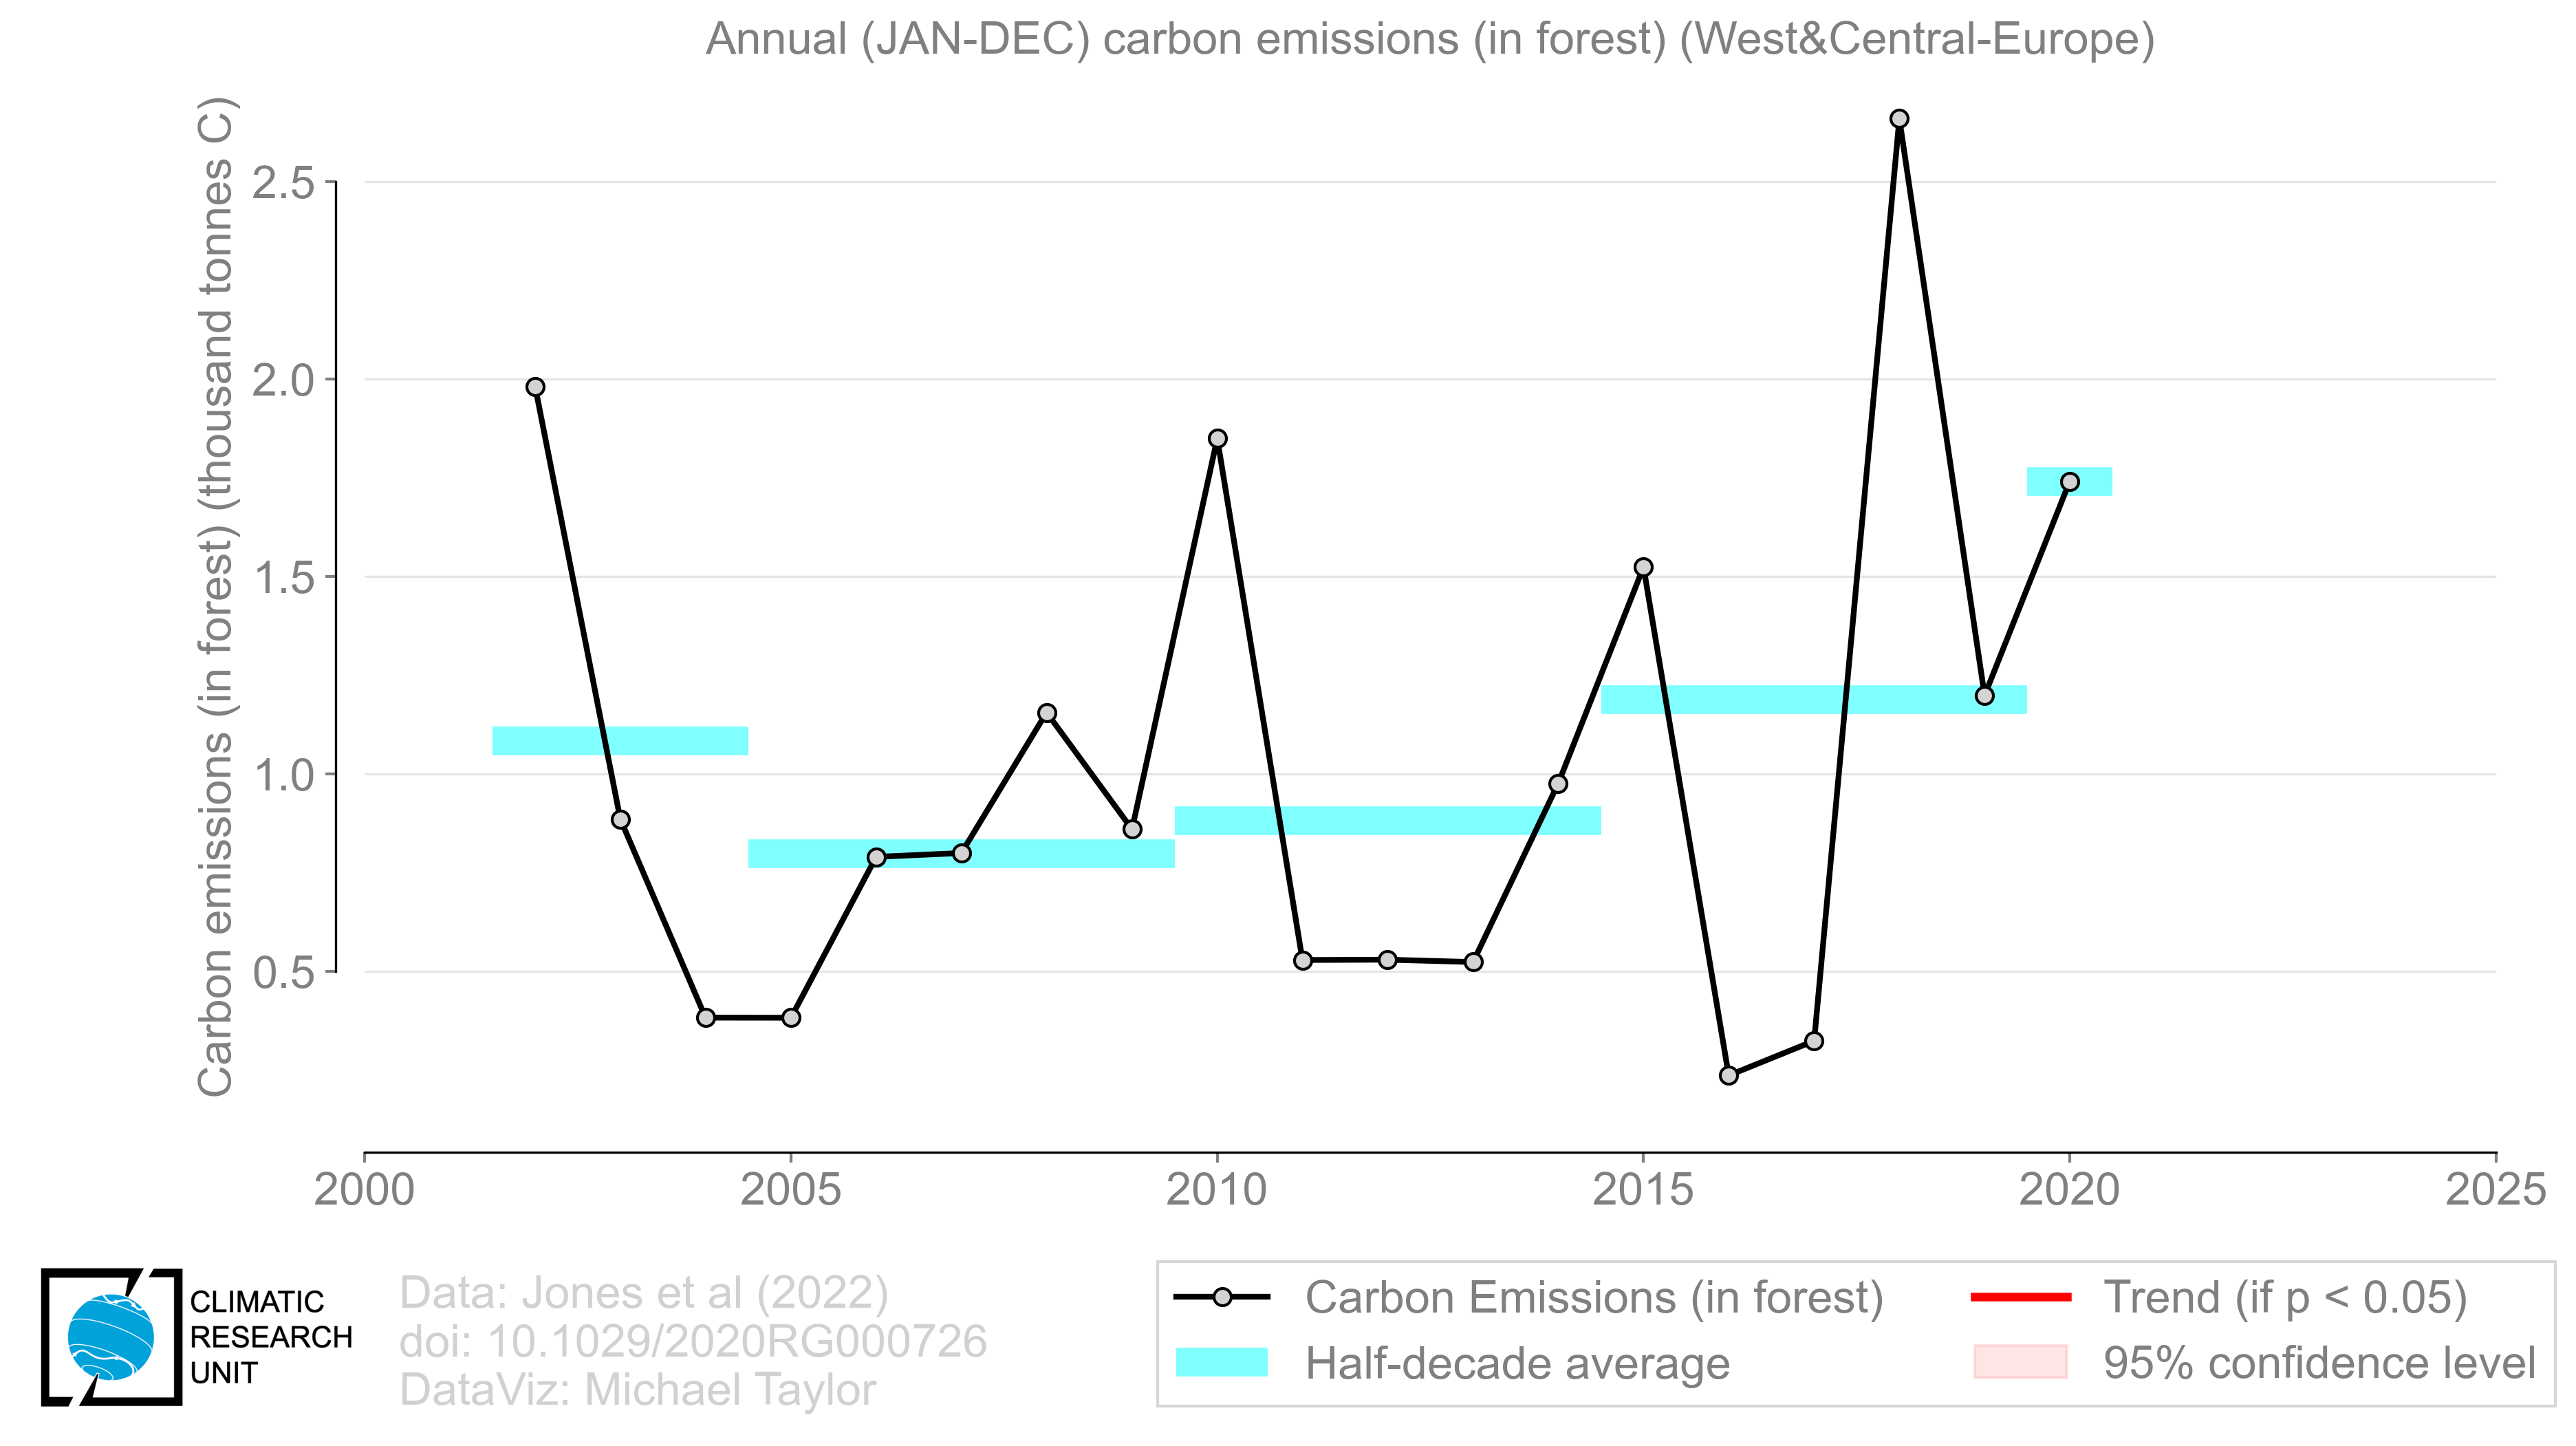 Annual (JAN-DEC) carbon emissions (in forest) (West&Central-Europe)
Carbon emissions (in forest) (thousand tonnes C)
2.5
2.0
1.5
1.0
0.5
2000
2005
2010
2015
2020
2025
CLIMATIC
RESEARCH
UNIT
Data: Jones et al (2022)
doi: 10.1029/2020RG000726
DataViz: Michael Taylor
Carbon Emissions (in forest)
Half-decade average
Trend (if p < 0.05)
95% confidence level